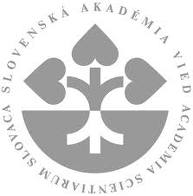 SLOVENSKÁ AKADÉMIA VIED
ACADEMIA SCIENTIARUM SLOVACA